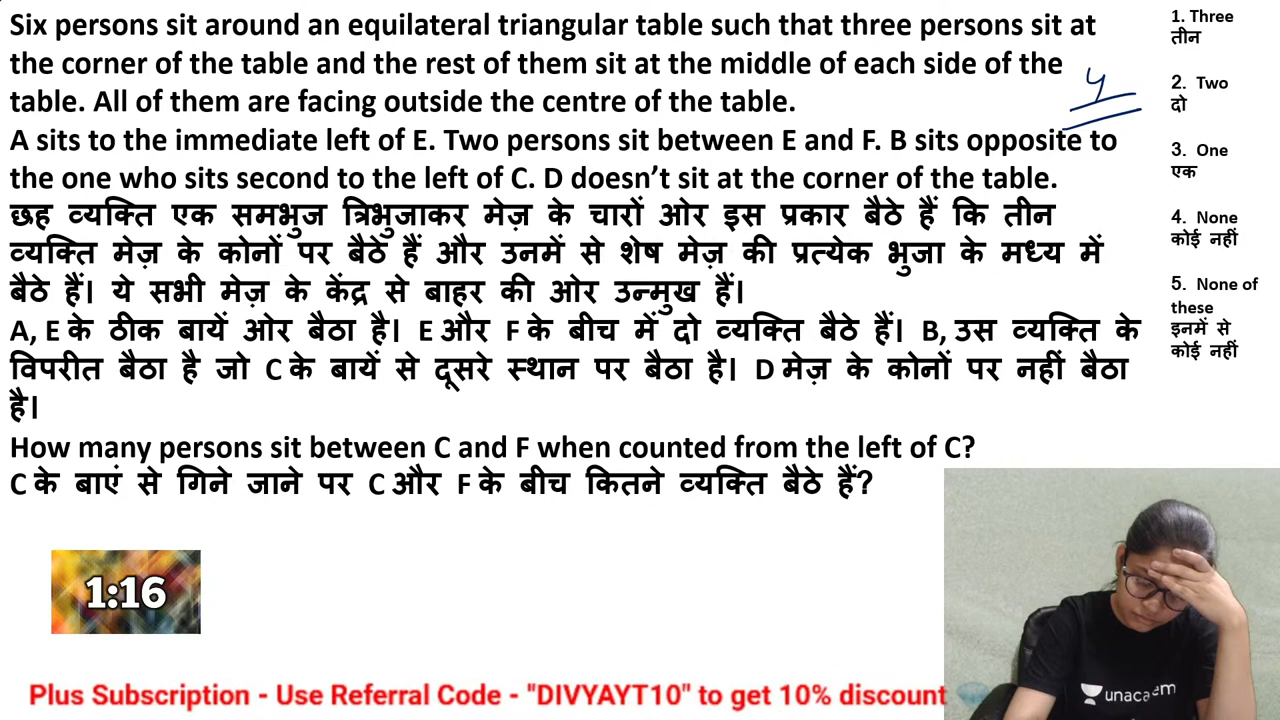 Six persons sit around an equilateral triangular table such that three persons sit at
the corner of the table and the rest of them sit at the middle of each side of the
table. All of them are facing outside the centre of the table.
A sits to the immediate left of E. Two persons sit between E and F. B sits opposite to
the one who sits second to the left of C. D doesn’t sit at the corner of the table.
छह व्यक्ति एक समभुज त्रिभुजाकर मेज़ के चारों ओर इस प्रकार बैठे हैं कि तीन
व्यक्ति मेज़ के कोनों पर बैठे हैं और उनमें से शेष मेज़ की प्रत्येक भुजा के मध्य में
बैठे हैं। ये सभी मेज़ के केंद्र से बाहर की ओर उन्मुख हैं।
A, E के ठीक बायें ओर बैठा है। E और F के बीच में दो व्यक्ति बैठे हैं। B, उस व्यक्ति के
विपरीत बैठा है जो C के बायें से दूसरे स्थान पर बैठा है। D मेज़ के कोनों पर नहीं बैठा
है।
How many persons sit between C and F when counted from the left of C?
C के बाएं से गिने जाने पर C और F के बीच कितने व्यक्ति बैठे हैं?
4
1. Three
तीन
2. Two
दो
3. One
एक
4. None
कोई नहीं
5. None of
these
इनमें से
कोई नहीं
1:16
unacademy
Plus Subscription - Use Referral Code - "DIVYAYT10" to get 10% discount